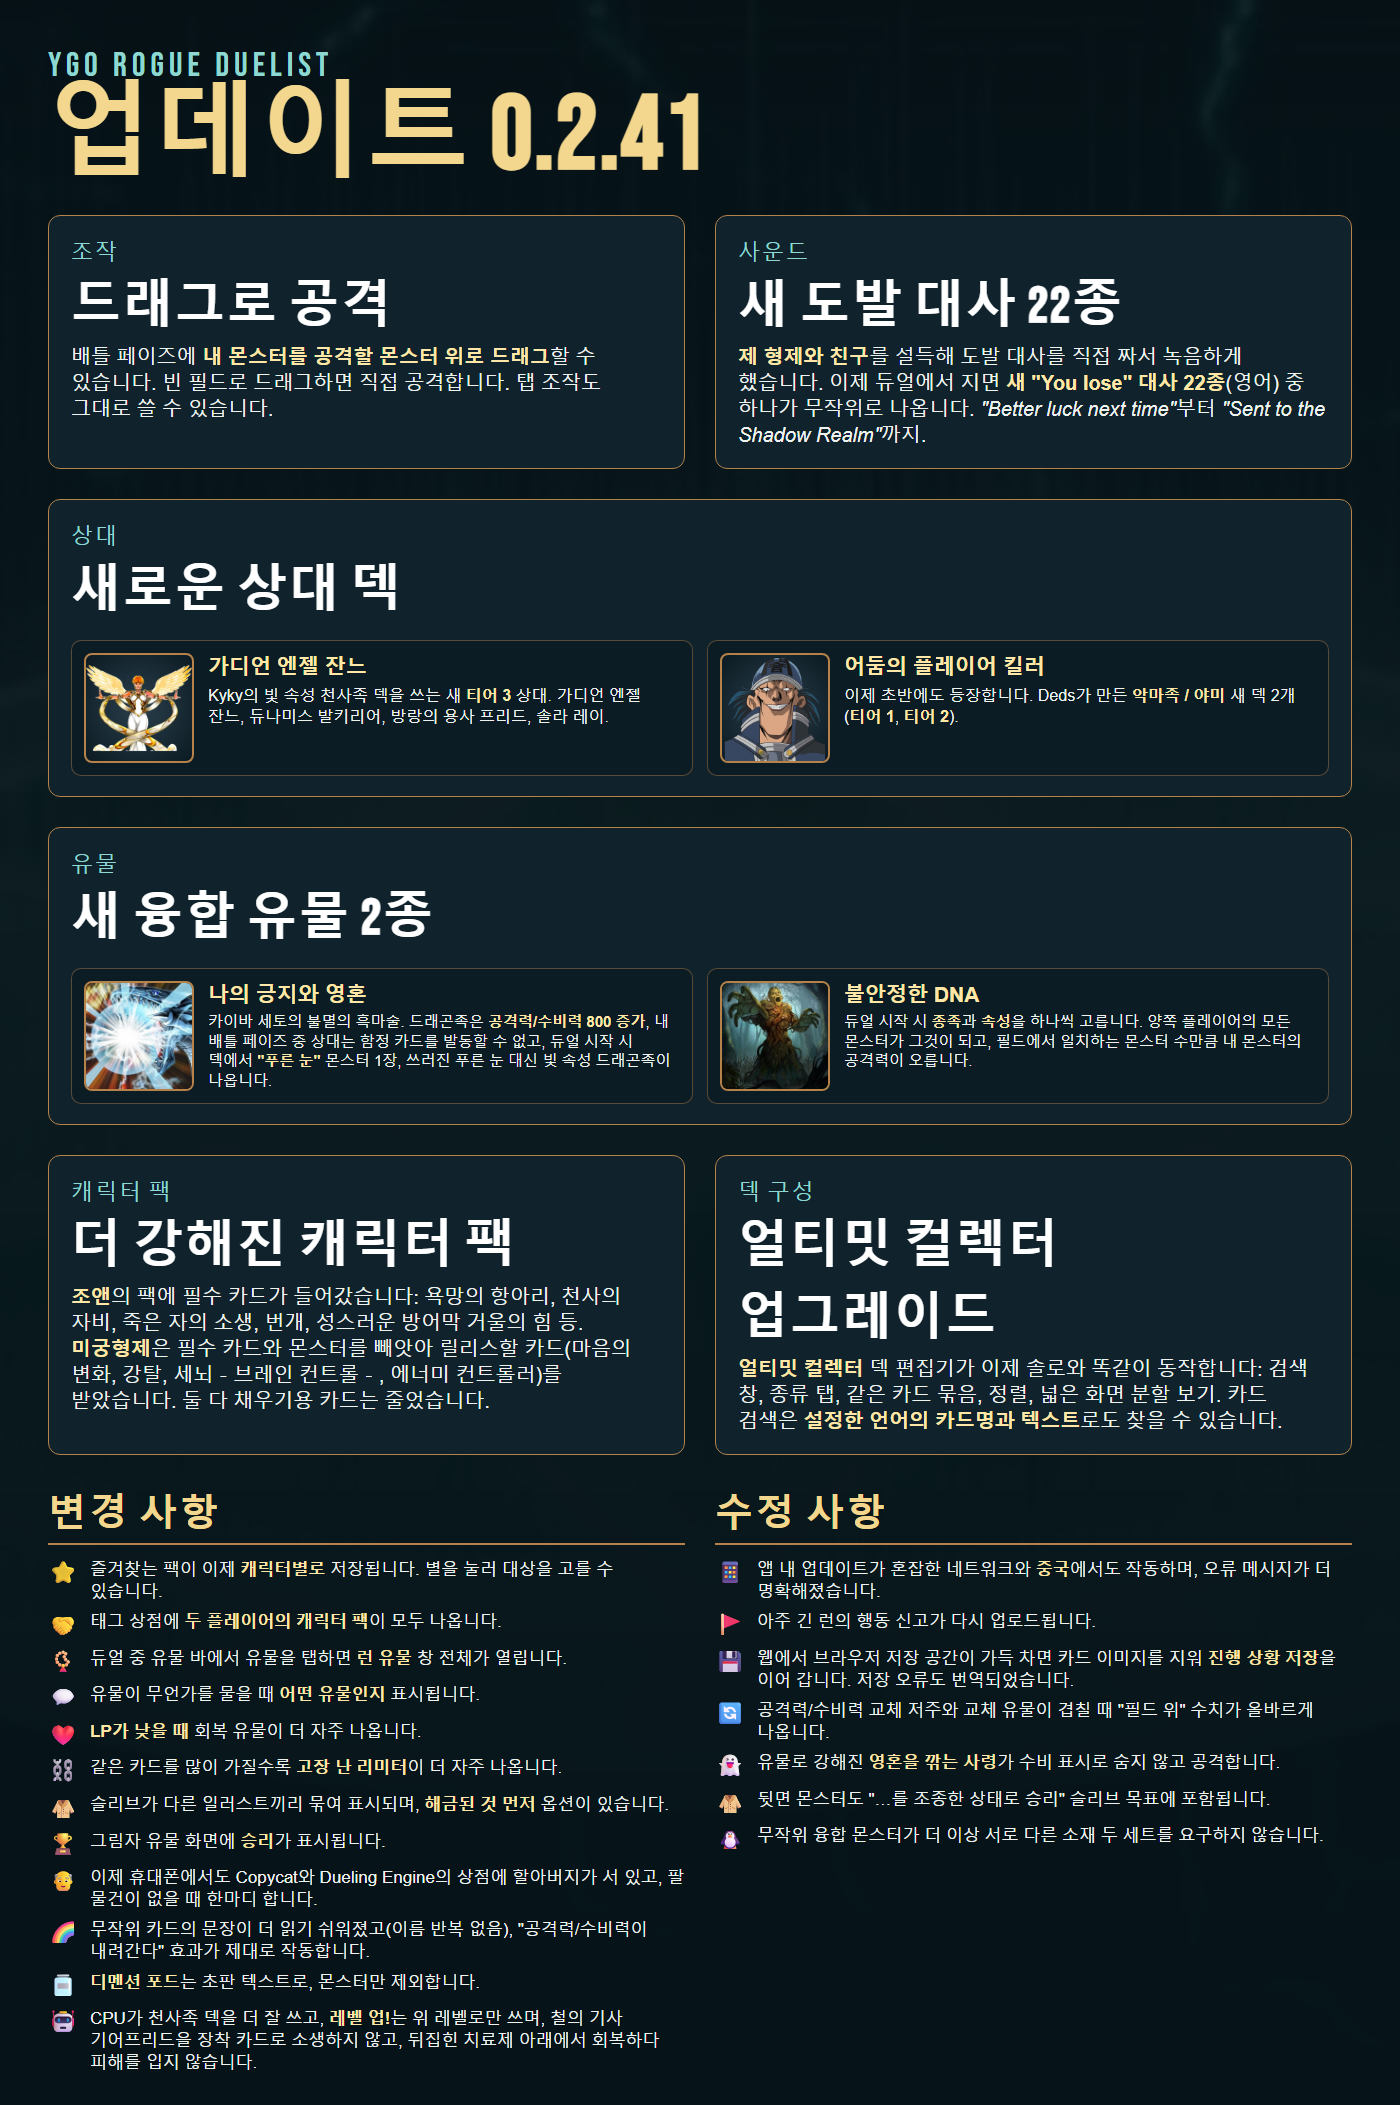 YGO ROGUE DUELIST
업데이트 0.2.41
조작
드래그로 공격
배틀 페이즈에 내 몬스터를 공격할 몬스터 위로 드래그할 수
있습니다. 빈 필드로 드래그하면 직접 공격합니다. 탭 조작도
그대로 쓸 수 있습니다.
사운드
새 도발 대사 22종
제 형제와 친구를 설득해 도발 대사를 직접 짜서 녹음하게
했습니다. 이제 듀얼에서 지면 새 "You lose" 대사 22종(영어) 중
하나가 무작위로 나옵니다. "Better luck next time"부터 "Sent to the
Shadow Realm"까지.
상대
새로운 상대 덱
가디언 엔젤 잔느
Kyky의 빛 속성 천사족 덱을 쓰는 새 티어 3 상대. 가디언 엔젤
잔느, 듀나미스 발키리어, 방랑의 용사 프리드, 솔라 레이.
어둠의 플레이어 킬러
이제 초반에도 등장합니다. Deds가 만든 악마족 / 야미 새 덱 2개
(티어 1, 티어 2).
유물
새 융합 유물 2종
나의 긍지와 영혼
카이바 세토의 불멸의 흑마술. 드래곤족은 공격력/수비력 800 증가, 내
배틀 페이즈 중 상대는 함정 카드를 발동할 수 없고, 듀얼 시작 시
덱에서 "푸른 눈" 몬스터 1장, 쓰러진 푸른 눈 대신 빛 속성 드래곤족이
나옵니다.
불안정한 DNA
듀얼 시작 시 종족과 속성을 하나씩 고릅니다. 양쪽 플레이어의 모든
몬스터가 그것이 되고, 필드에서 일치하는 몬스터 수만큼 내 몬스터의
공격력이 오릅니다.
캐릭터 팩
더 강해진 캐릭터 팩
조앤의 팩에 필수 카드가 들어갔습니다: 욕망의 항아리, 천사의
자비, 죽은 자의 소생, 번개, 성스러운 방어막 거울의 힘 등.
미궁형제은 필수 카드와 몬스터를 빼앗아 릴리스할 카드(마음의
변화, 강탈, 세뇌 - 브레인 컨트롤 - , 에너미 컨트롤러)를
받았습니다. 둘 다 채우기용 카드는 줄었습니다.
덱 구성
얼티밋 컬렉터
업그레이드
얼티밋 컬렉터 덱 편집기가 이제 솔로와 똑같이 동작합니다: 검색
창, 종류 탭, 같은 카드 묶음, 정렬, 넓은 화면 분할 보기. 카드
검색은 설정한 언어의 카드명과 텍스트로도 찾을 수 있습니다.
변경 사항
즐겨찾는 팩이 이제 캐릭터별로 저장됩니다. 별을 눌러 대상을 고를 수
있습니다.
태그 상점에 두 플레이어의 캐릭터 팩이 모두 나옵니다.
듀얼 중 유물 바에서 유물을 탭하면 런 유물 창 전체가 열립니다.
유물이 무언가를 물을 때 어떤 유물인지 표시됩니다.
LP가 낮을 때 회복 유물이 더 자주 나옵니다.
같은 카드를 많이 가질수록 고장 난 리미터이 더 자주 나옵니다.
슬리브가 다른 일러스트끼리 묶여 표시되며, 해금된 것 먼저 옵션이 있습니다.
그림자 유물 화면에 승리가 표시됩니다.
이제 휴대폰에서도 Copycat와 Dueling Engine의 상점에 할아버지가 서 있고, 팔
물건이 없을 때 한마디 합니다.
무작위 카드의 문장이 더 읽기 쉬워졌고(이름 반복 없음), "공격력/수비력이
내려간다" 효과가 제대로 작동합니다.
디멘션 포드는 초판 텍스트로, 몬스터만 제외합니다.
CPU가 천사족 덱을 더 잘 쓰고, 레벨 업!는 위 레벨로만 쓰며, 철의 기사
기어프리드을 장착 카드로 소생하지 않고, 뒤집힌 치료제 아래에서 회복하다
피해를 입지 않습니다.
수정 사항
앱 내 업데이트가 혼잡한 네트워크와 중국에서도 작동하며, 오류 메시지가 더
명확해졌습니다.
아주 긴 런의 행동 신고가 다시 업로드됩니다.
웹에서 브라우저 저장 공간이 가득 차면 카드 이미지를 지워 진행 상황 저장을
이어 갑니다. 저장 오류도 번역되었습니다.
공격력/수비력 교체 저주와 교체 유물이 겹칠 때 "필드 위" 수치가 올바르게
나옵니다.
유물로 강해진 영혼을 깎는 사령가 수비 표시로 숨지 않고 공격합니다.
뒷면 몬스터도 "…를 조종한 상태로 승리" 슬리브 목표에 포함됩니다.
무작위 융합 몬스터가 더 이상 서로 다른 소재 두 세트를 요구하지 않습니다.